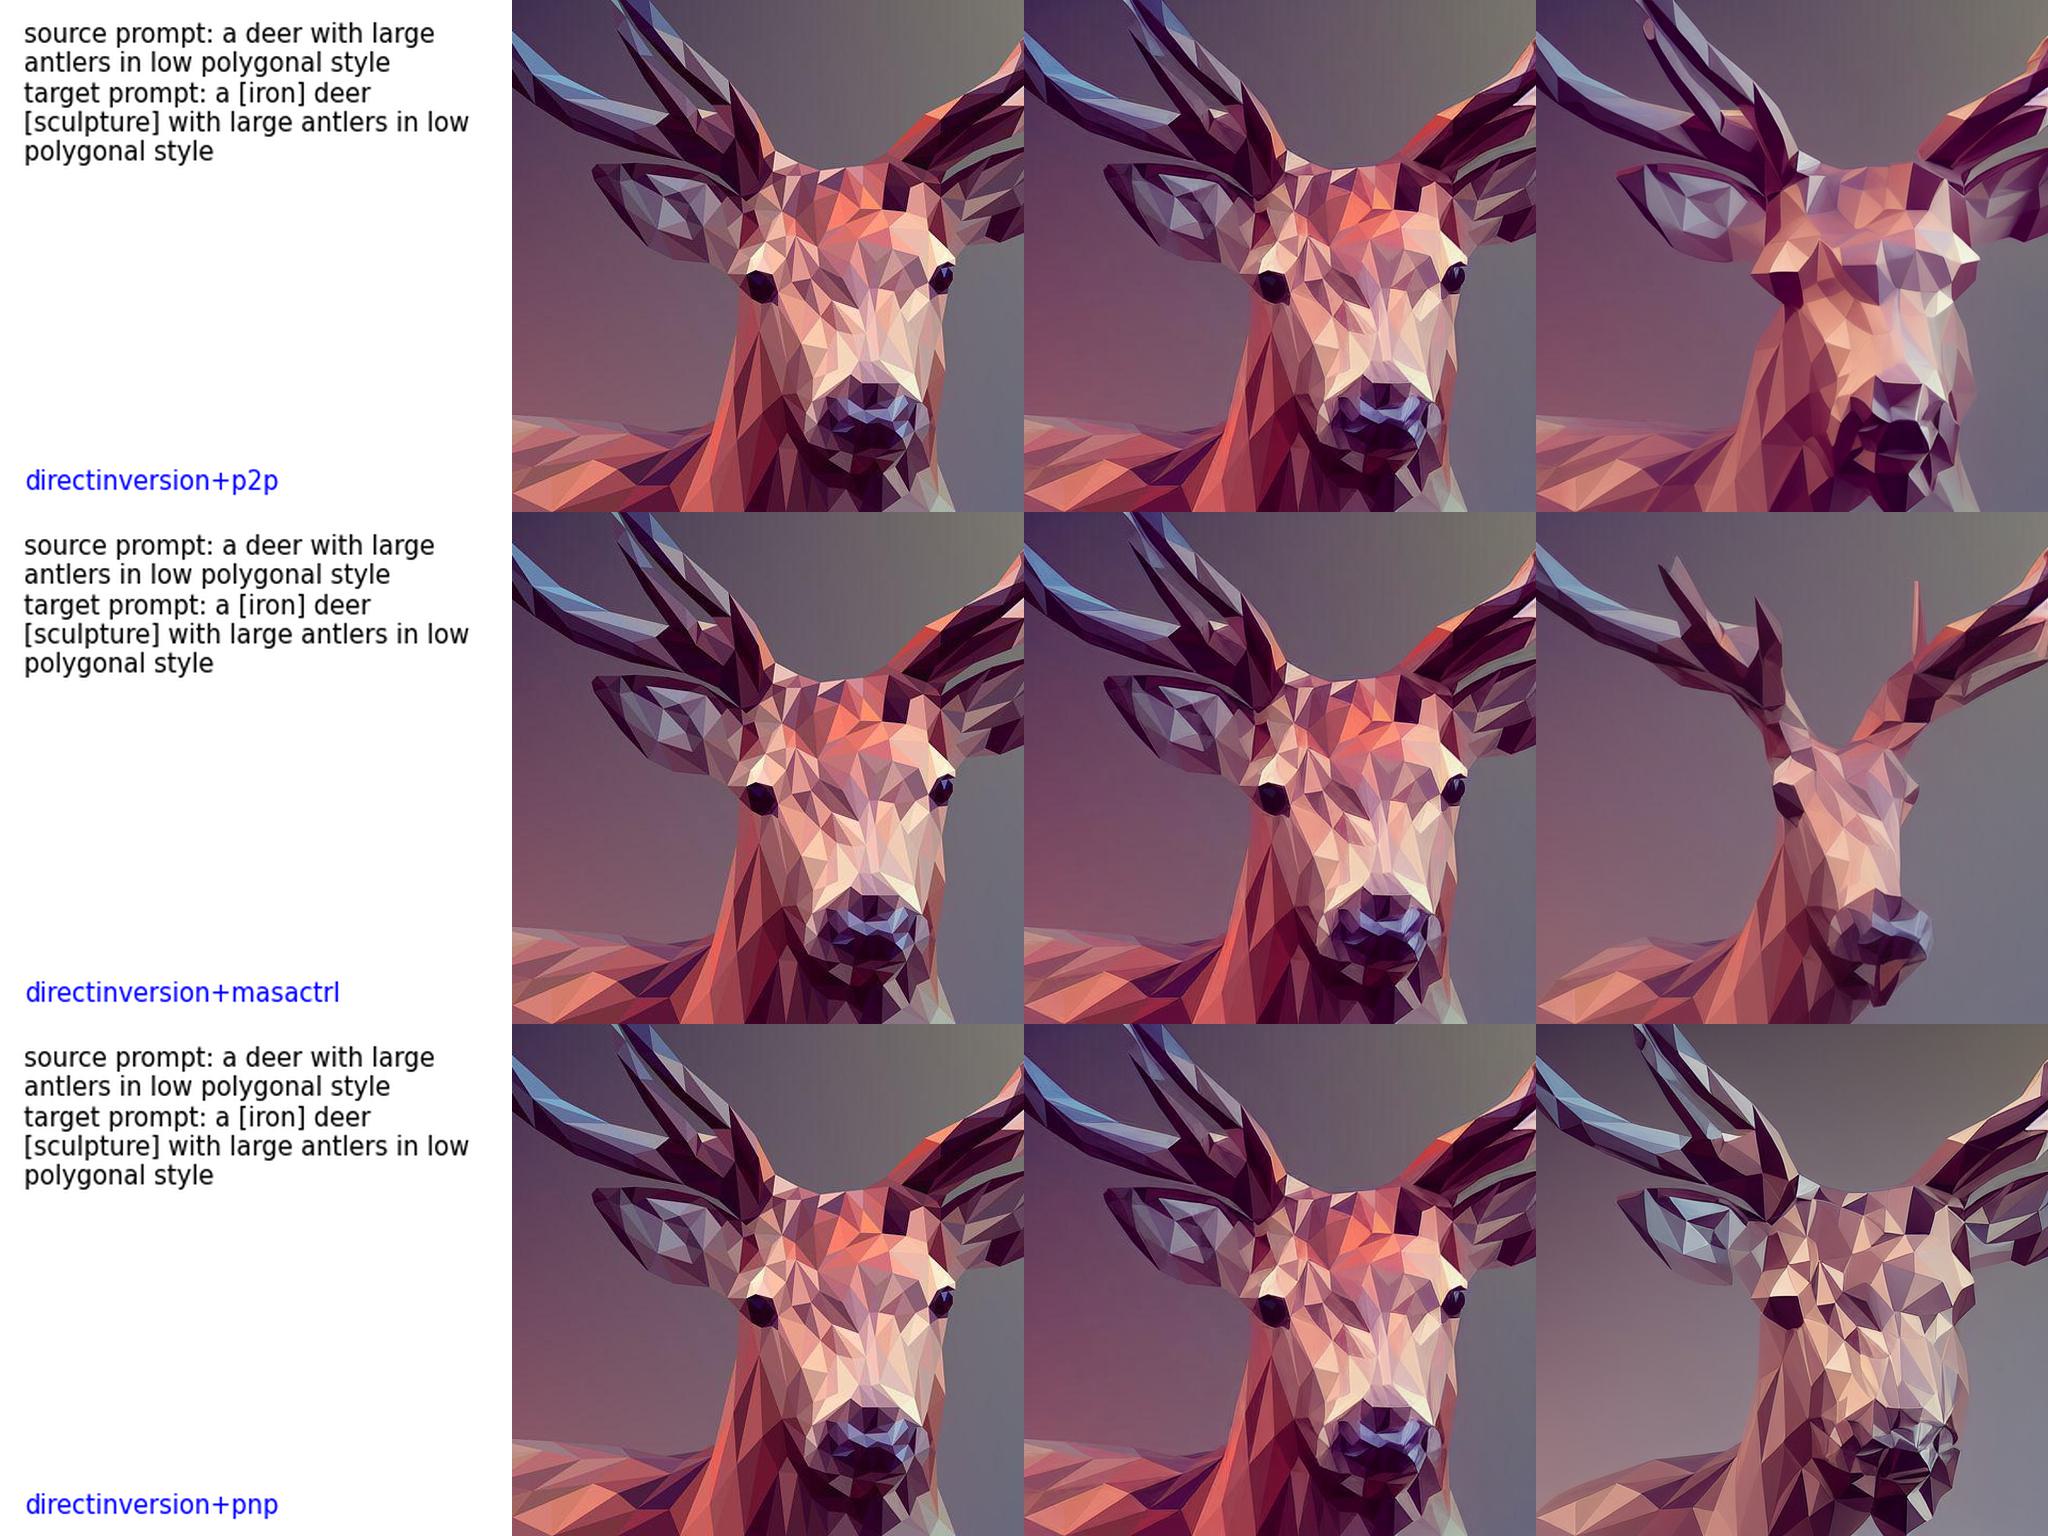 source prompt: a deer with large
antlers in low polygonal style
target prompt: a [iron] deer
[sculpture] with large antlers in low
polygonal style
directinversion+p2p
source prompt: a deer with large
antlers in low polygonal style
target prompt: a [iron] deer
[sculpture] with large antlers in low
polygonal style
directinversion+masactrl
source prompt: a deer with large
antlers in low polygonal style
target prompt: a [iron] deer
[sculpture] with large antlers in low
polygonal style
directinversion+pnp